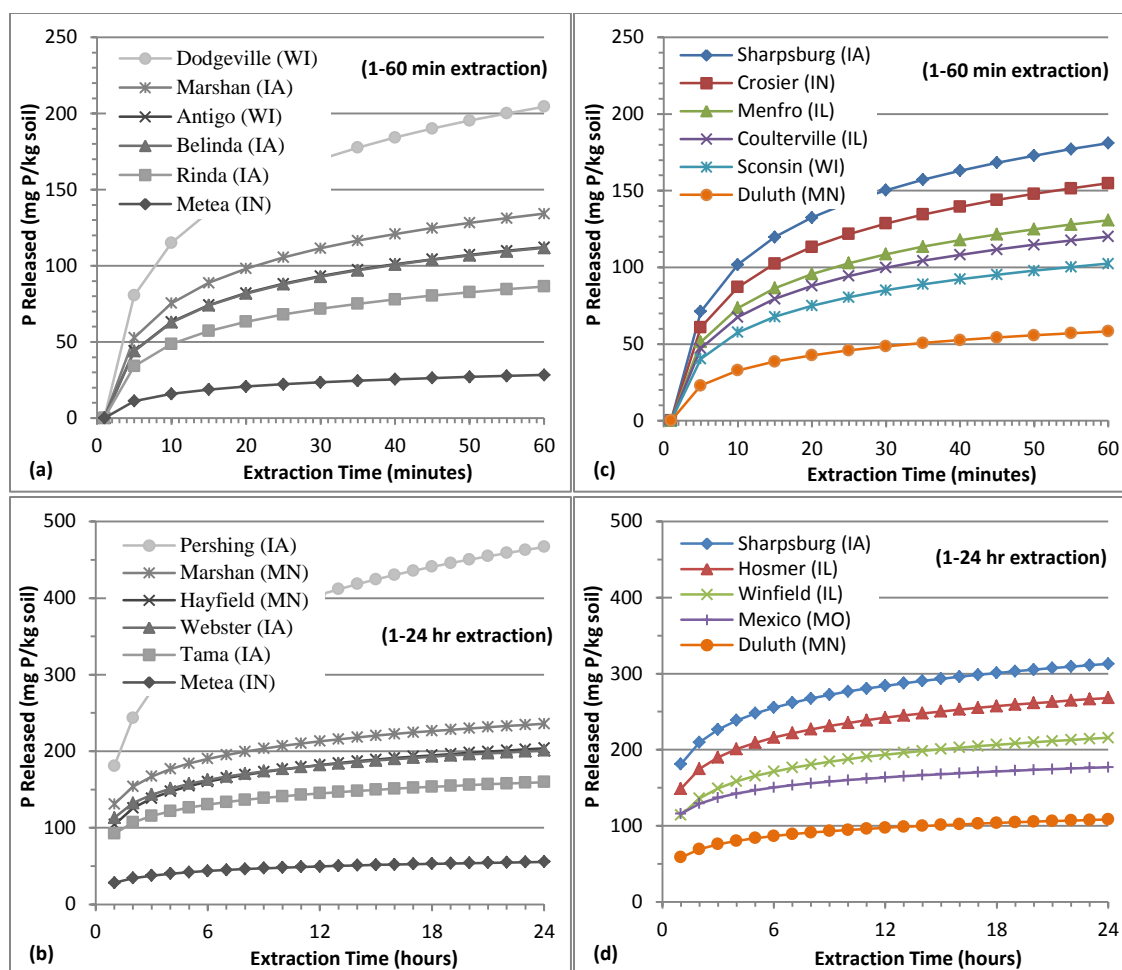 250
200
150
100
50
0
P Released (mg P/kg soil)
Dodgeville (WI)
Marshan (IA)
Antigo (WI)
Belinda (IA)
Rinda (IA)
Metea (IN)
(1-60 min extraction)
0 10 20 30 40 50 60
(a)
Extraction Time (minutes)
250
200
150
100
50
0
P Released (mg P/kg soil)
Sharpsburg (IA)
Crosier (IN)
Menfro (IL)
Coulterville (IL)
Sconsin (WI)
Duluth (MN)
(1-60 min extraction)
0 10 20 30 40 50 60
(c)
Extraction Time (minutes)
500
400
300
200
100
0
P Released (mg P/kg soil)
Pershing (IA)
Marshan (MN)
Hayfield (MN)
Webster (IA)
Tama (IA)
Metea (IN)
(1-24 hr extraction)
0 6 12 18 24
(b)
Extraction Time (hours)
500
400
300
200
100
0
P Released (mg P/kg soil)
Sharpsburg (IA)
Hosmer (IL)
Winfield (IL)
Mexico (MO)
Duluth (MN)
(1-24 hr extraction)
0 6 12 18 24
(d)
Extraction Time (hours)